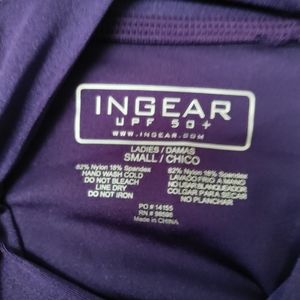 INGEAR
UPF 50+
WWW.INGEAR.COM
LADIES / DAMAS
SMALL / CHICO
82% Nylon 18% Spandex
HAND WASH COLD
DO NOT BLEACH
LINE DRY
DO NOT IRON
82% Nylon 18% Spandex
LAVADO FRIO A MANO
NO USAR BLANQUEADOR
COLGAR PARA SECAR
NO PLANCHAR
PO # 14155
RN # 98598
Made in CHINA